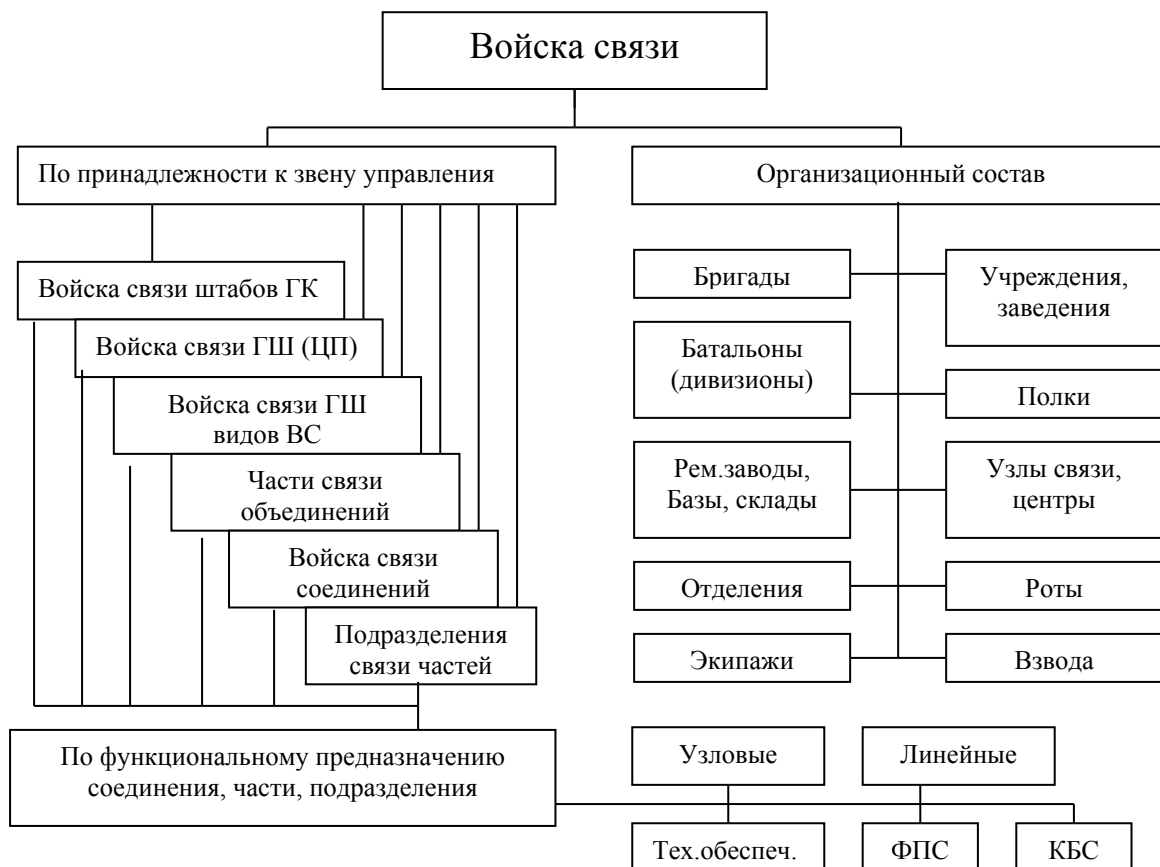 Войска связи
По принадлежности к звену управления
Организационный состав
Войска связи штабов ГК
Войска связи ГШ (ЦП)
Войска связи ГШ
видов ВС
Части связи
объединений
Войска связи
соединений
Подразделения
связи частей
Бригады
Учреждения,
заведения
Батальоны
(дивизионы)
Полки
Рем.заводы,
Базы, склады
Узлы связи,
центры
Отделения
Роты
Экипажи
Взвода
По функциональному предназначению
соединения, части, подразделения
Узловые
Линейные
Тех.обеспеч.
ФПС
КБС